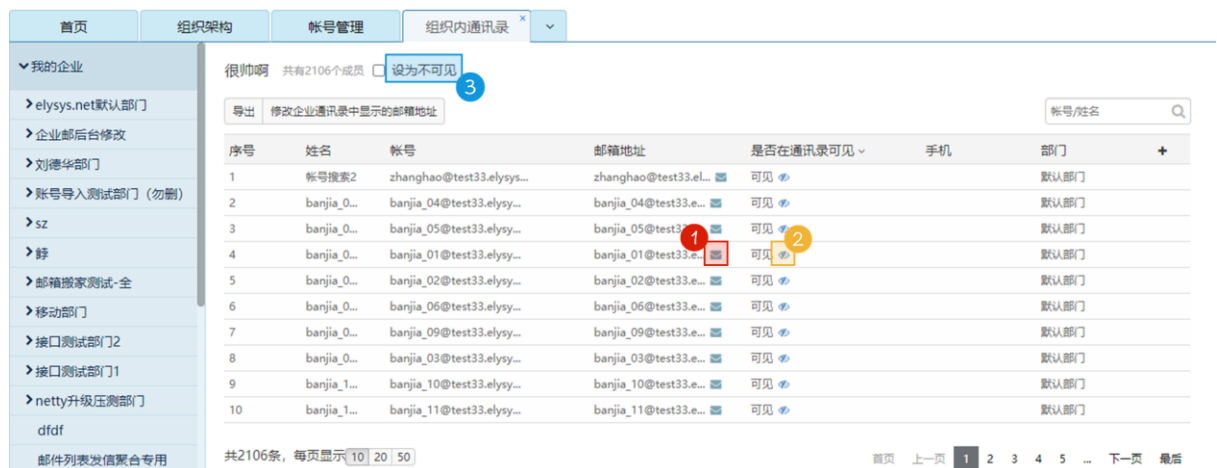 首页 组织架构 帐号管理 组织内通讯录 ×
我的企业
elysys.net默认部门
企业邮后台修改
刘德华部门
账号导入测试部门（勿删）
sz
邮箱搬家测试-全
移动部门
接口测试部门2
接口测试部门1
netty升级压测部门
dfdf
邮件列表发信聚合专用
很帅啊 共有2106个成员 设为不可见
3
导出 修改企业通讯录中显示的邮箱地址 帐号/姓名
序号 姓名 帐号 邮箱地址 是否在通讯录可见 手机 部门 +
1 帐号搜索2 zhanghao@test33.elysys... zhanghao@test33.el... 可见 默认部门
2 banjia_0... banjia_04@test33.elysy... banjia_04@test33.e... 可见 默认部门
3 banjia_0... banjia_05@test33.elysy... banjia_05@test3 可见 默认部门
1 2
4 banjia_0... banjia_01@test33.elysy... banjia_01@test33.e... 可见 默认部门
5 banjia_0... banjia_02@test33.elysy... banjia_02@test33.e... 可见 默认部门
6 banjia_0... banjia_06@test33.elysy... banjia_06@test33.e... 可见 默认部门
7 banjia_0... banjia_09@test33.elysy... banjia_09@test33.e... 可见 默认部门
8 banjia_0... banjia_03@test33.elysy... banjia_03@test33.e... 可见 默认部门
9 banjia_1... banjia_10@test33.elysy... banjia_10@test33.e... 可见 默认部门
10 banjia_1... banjia_11@test33.elysy... banjia_11@test33.e... 可见 默认部门
共2106条，每页显示 10 20 50 首页 上一页 1 2 3 4 5 ... 下一页 最后